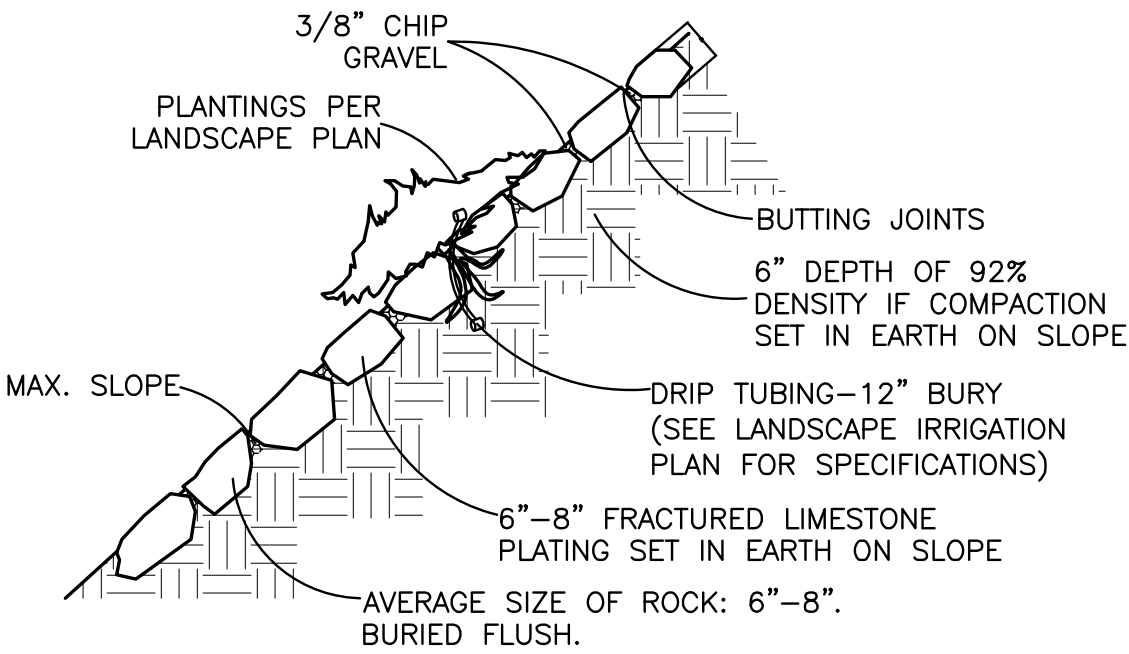 3/8" CHIP
GRAVEL
PLANTINGS PER
LANDSCAPE PLAN
BUTTING JOINTS
6" DEPTH OF 92%
DENSITY IF COMPACTION
SET IN EARTH ON SLOPE
MAX. SLOPE
DRIP TUBING-12" BURY
(SEE LANDSCAPE IRRIGATION
PLAN FOR SPECIFICATIONS)
6"-8" FRACTURED LIMESTONE
PLATING SET IN EARTH ON SLOPE
AVERAGE SIZE OF ROCK: 6"-8".
BURIED FLUSH.